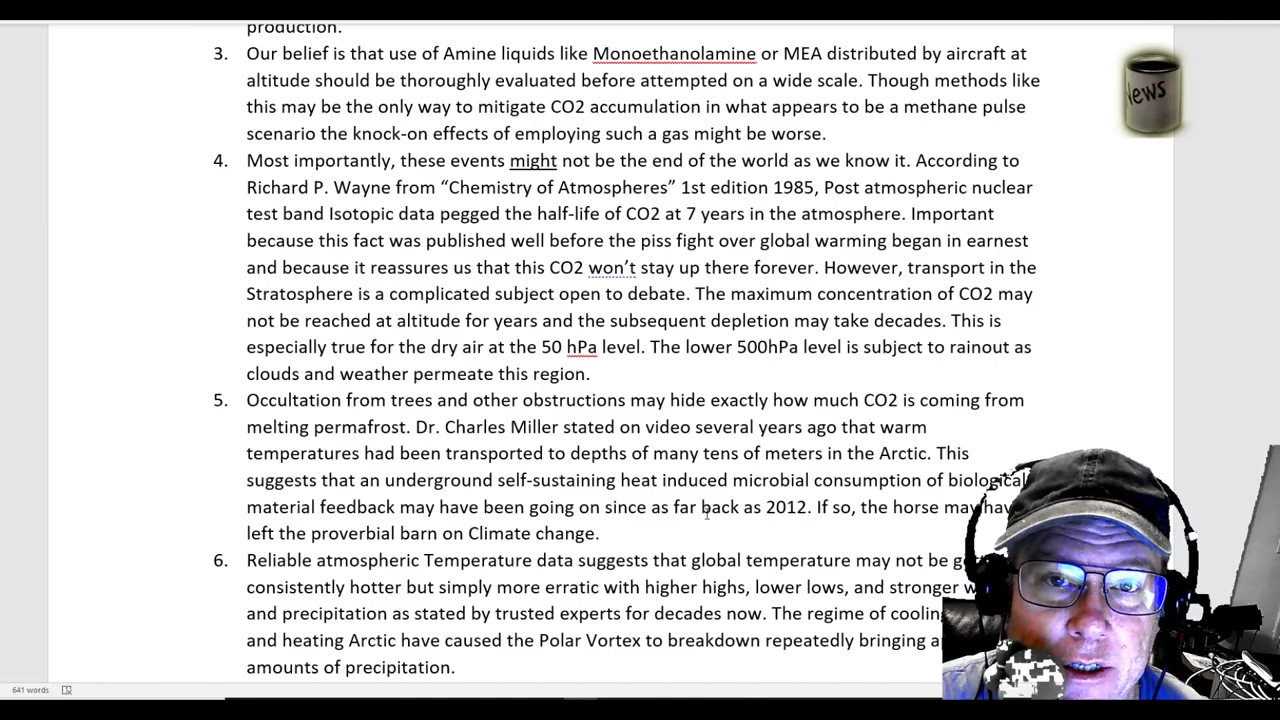 production.
3. Our belief is that use of Amine liquids like Monoethanolamine or MEA distributed by aircraft at
altitude should be thoroughly evaluated before attempted on a wide scale. Though methods like
this may be the only way to mitigate CO2 accumulation in what appears to be a methane pulse
scenario the knock-on effects of employing such a gas might be worse.
4. Most importantly, these events might not be the end of the world as we know it. According to
Richard P. Wayne from “Chemistry of Atmospheres” 1st edition 1985, Post atmospheric nuclear
test band Isotopic data pegged the half-life of CO2 at 7 years in the atmosphere. Important
because this fact was published well before the piss fight over global warming began in earnest
and because it reassures us that this CO2 won’t stay up there forever. However, transport in the
Stratosphere is a complicated subject open to debate. The maximum concentration of CO2 may
not be reached at altitude for years and the subsequent depletion may take decades. This is
especially true for the dry air at the 50 hPa level. The lower 500hPa level is subject to rainout as
clouds and weather permeate this region.
5. Occultation from trees and other obstructions may hide exactly how much CO2 is coming from
melting permafrost. Dr. Charles Miller stated on video several years ago that warm
temperatures had been transported to depths of many tens of meters in the Arctic. This
suggests that an underground self-sustaining heat induced microbial consumption of biological
material feedback may have been going on since as far back as 2012. If so, the horse may
left the proverbial barn on Climate change.
6. Reliable atmospheric Temperature data suggests that global temperature may not be
consistently hotter but simply more erratic with higher highs, lower lows, and stronger
and precipitation as stated by trusted experts for decades now. The regime of
and heating Arctic have caused the Polar Vortex to breakdown repeatedly bringing
amounts of precipitation.
641 words
News